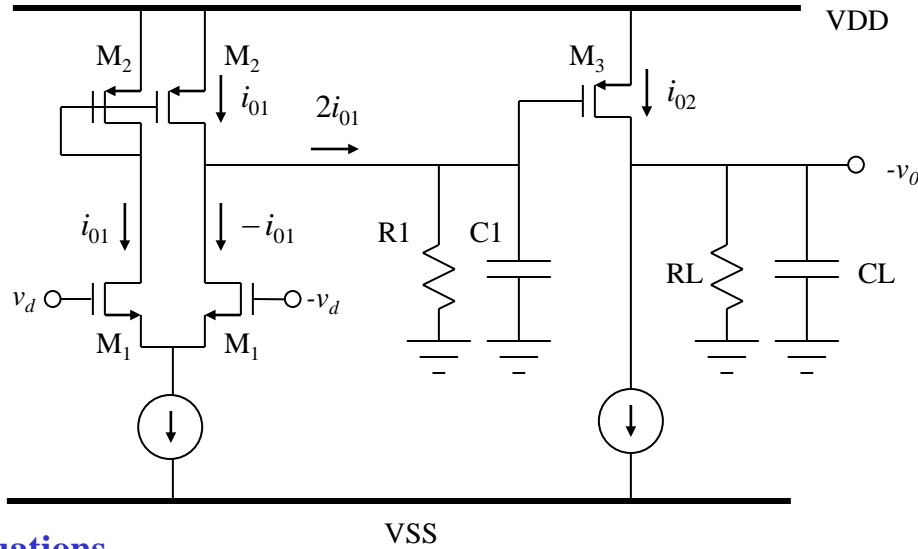 VDD
M2 M2 M3
i01 i02
2i01
-v0
i01 −i01 R1 C1 RL CL
vd -vd
M1 M1
VSS